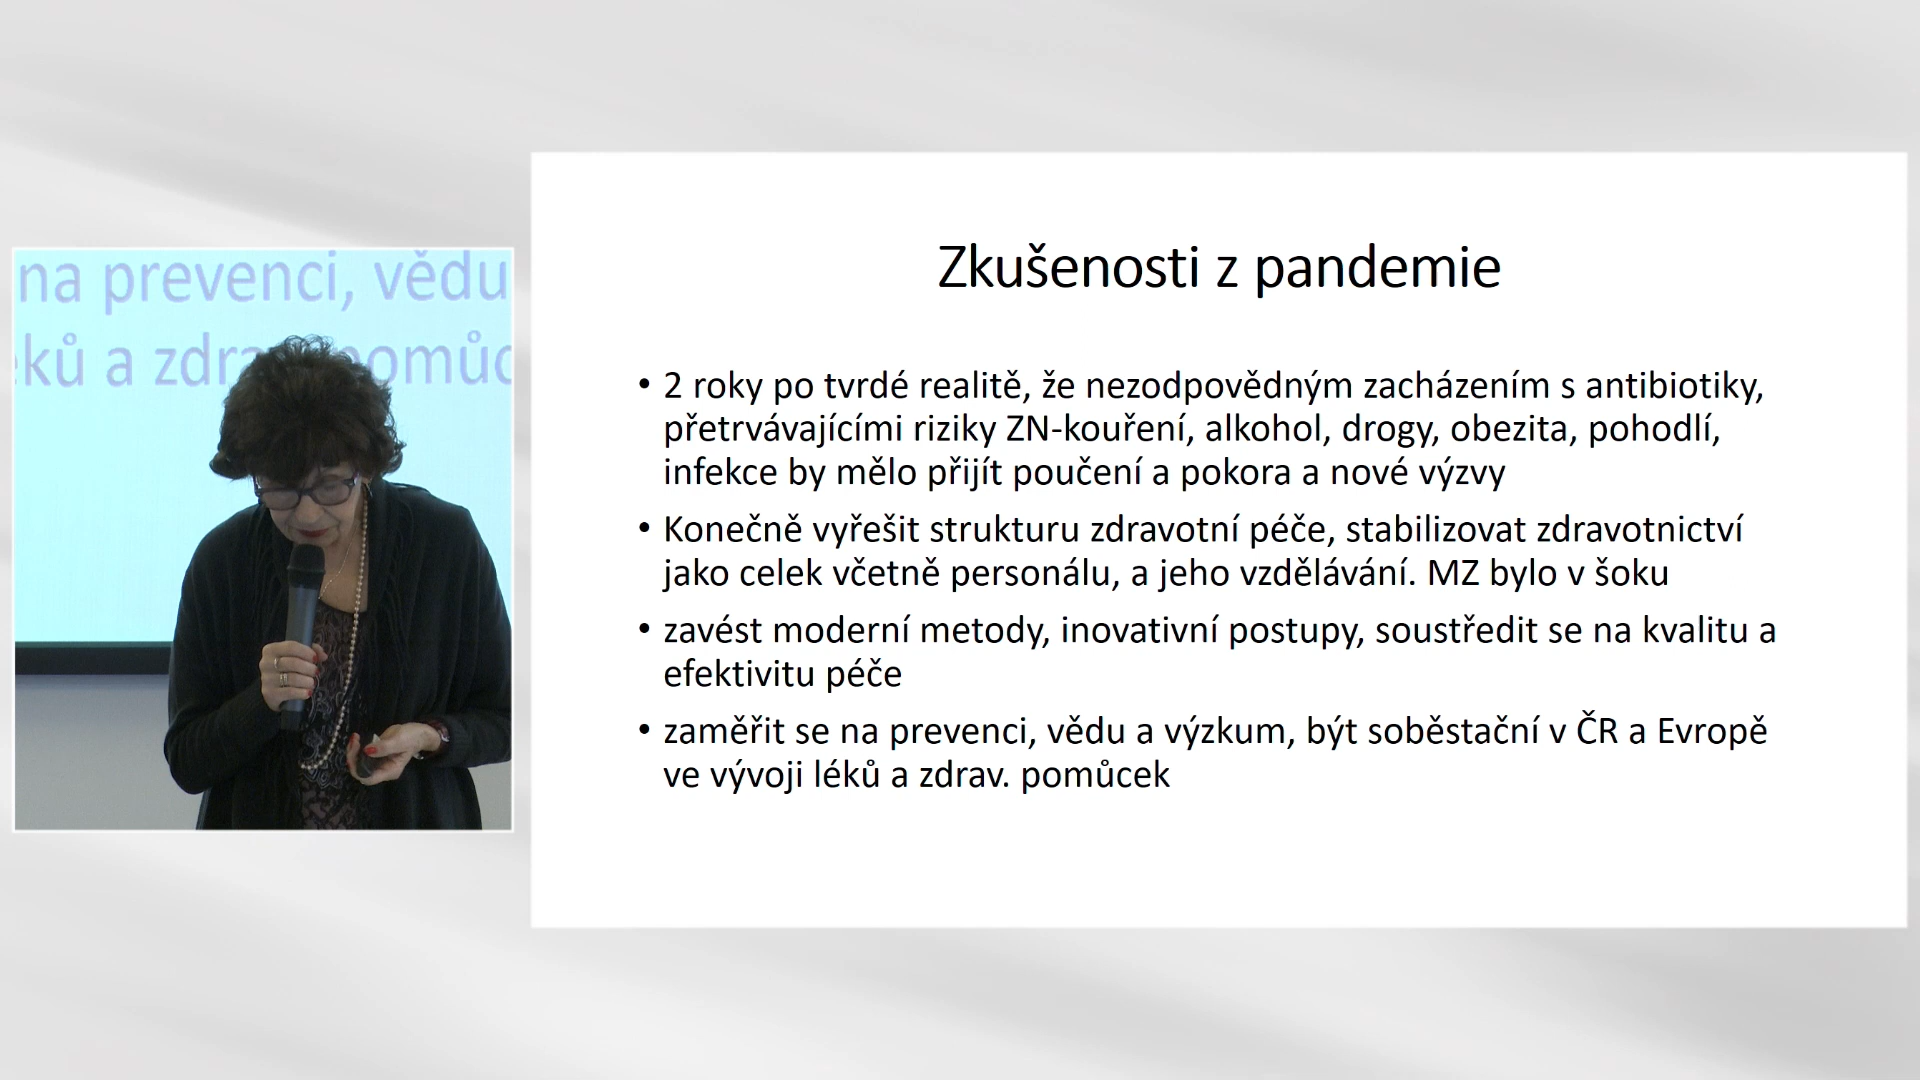 na prevenci, vědu
ků a zdrav. pomůc
Zkušenosti z pandemie
• 2 roky po tvrdé realitě, že nezodpovědným zacházením s antibiotiky,
přetrvávajícími riziky ZN-kouření, alkohol, drogy, obezita, pohodlí,
infekce by mělo přijít poučení a pokora a nové výzvy
• Konečně vyřešit strukturu zdravotní péče, stabilizovat zdravotnictví
jako celek včetně personálu, a jeho vzdělávání. MZ bylo v šoku
• zavést moderní metody, inovativní postupy, soustředit se na kvalitu a
efektivitu péče
• zaměřit se na prevenci, vědu a výzkum, být soběstační v ČR a Evropě
ve vývoji léků a zdrav. pomůcek